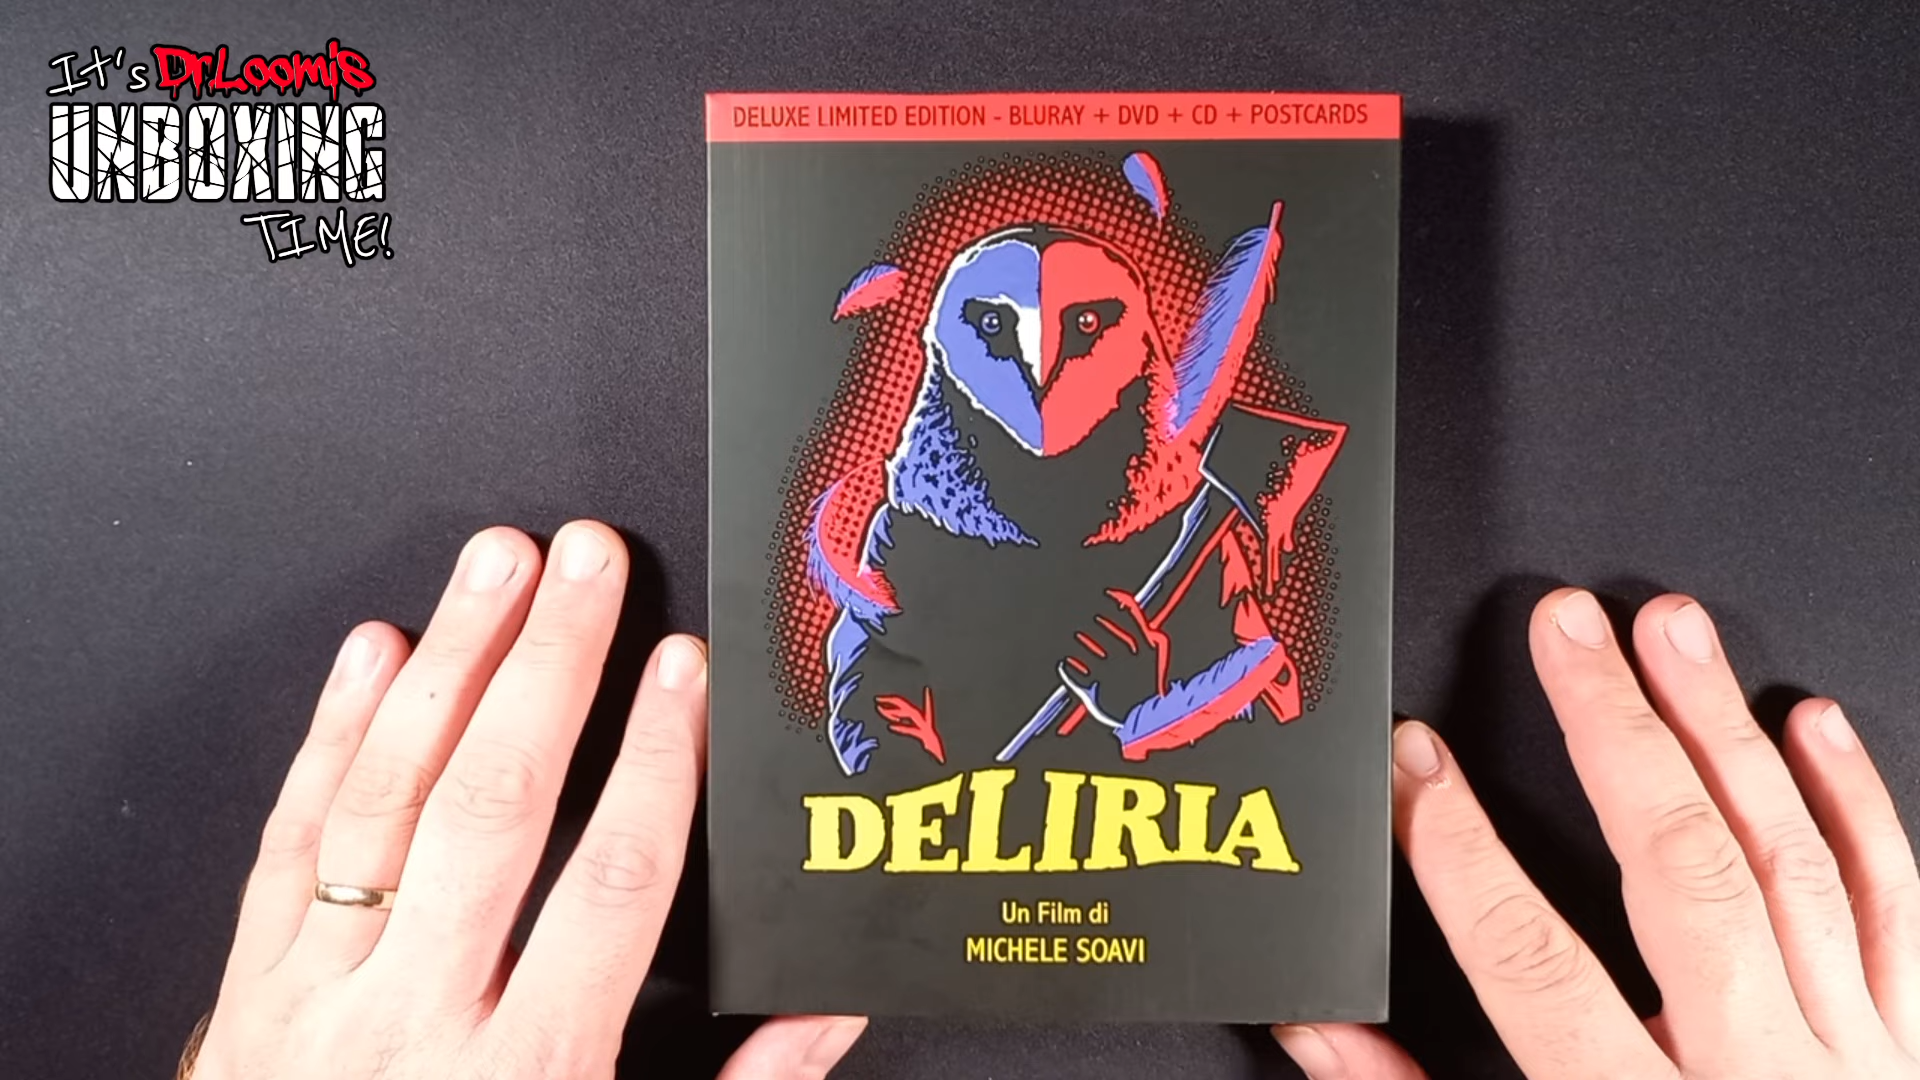 It's Dr.Loomis
UNBOXING
TIME!
DELUXE LIMITED EDITION - BLURAY + DVD + CD + POSTCARDS
DELIRIA
Un Film di
MICHELE SOAVI